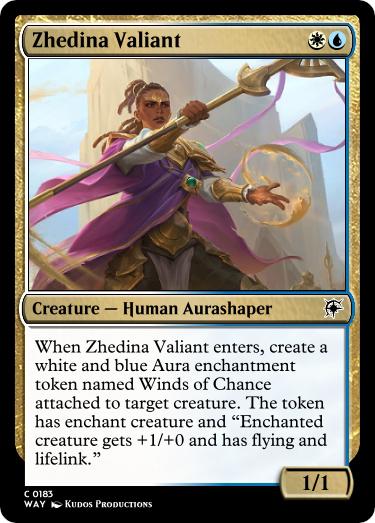 Zhedina Valiant
Creature — Human Aurashaper
When Zhedina Valiant enters, create a
white and blue Aura enchantment
token named Winds of Chance
attached to target creature. The token
has enchant creature and “Enchanted
creature gets +1/+0 and has flying and
lifelink.”
1/1
C 0183
WAY Kudos Productions